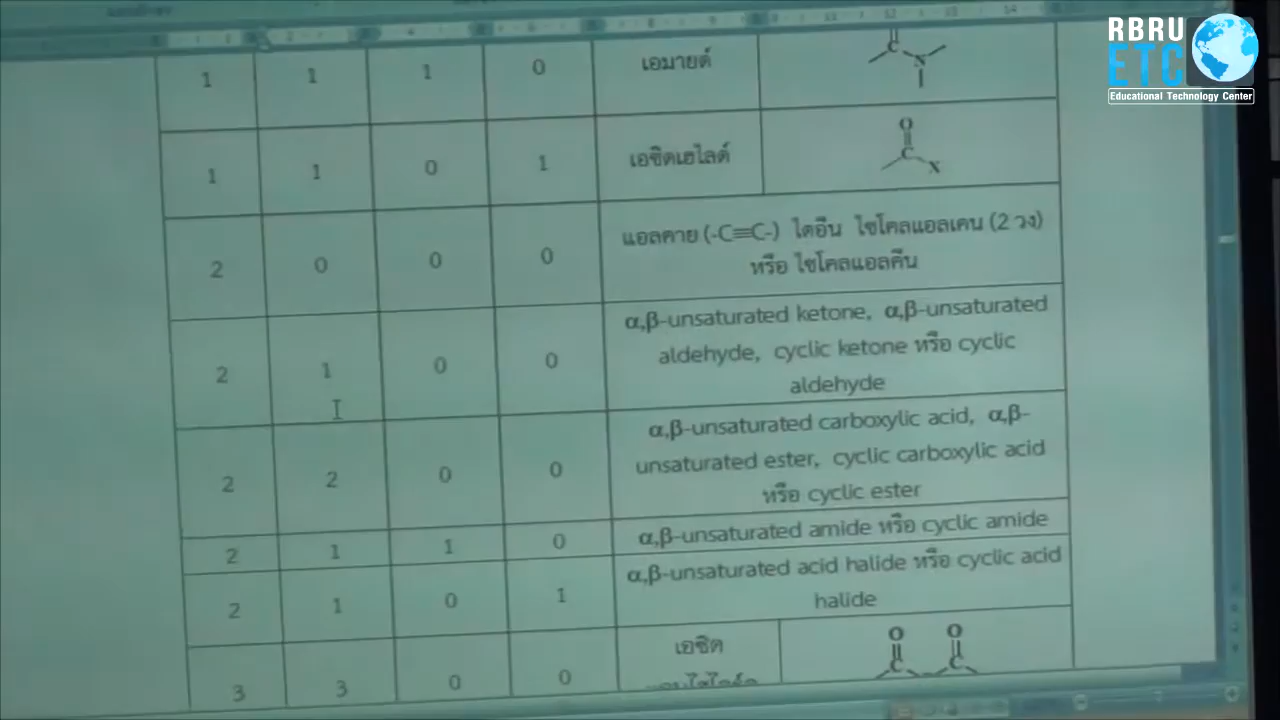 RBRU
ETC
Educational Technology Center
1 1 1 0 เอมายด์ C N
1 1 0 1 เอซิดเฮไลด์ O C X
2 0 0 0 แอลคาย (-C≡C-) ไดอีน ไซโคลแอลเคน (2 วง)
หรือ ไซโคลแอลคีน
2 1 0 0 α,β-unsaturated ketone, α,β-unsaturated
aldehyde, cyclic ketone หรือ cyclic
aldehyde
2 2 0 0 α,β-unsaturated carboxylic acid, α,β-
unsaturated ester, cyclic carboxylic acid
หรือ cyclic ester
2 1 1 0 α,β-unsaturated amide หรือ cyclic amide
2 1 0 1 α,β-unsaturated acid halide หรือ cyclic acid
halide
3 3 0 0 เอซิด O O C C